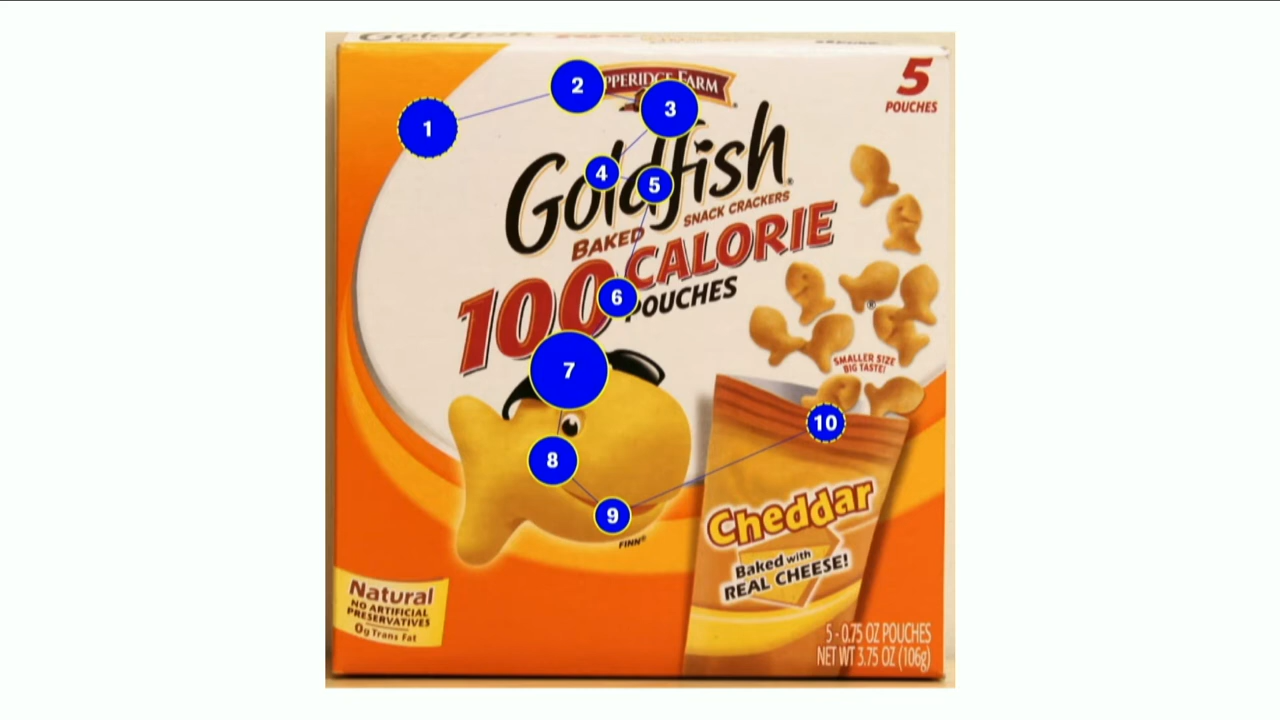 1
2
3
4
5
6
7
8
9
10
Goldfish
FARM
5
POUCHES
Goldfish
BAKED SNACK CRACKERS
100 CALORIE
POUCHES
®
SMALLER SIZE
BIG TASTE!
Cheddar
Baked with
REAL CHEESE!
FINN®
Natural
NO ARTIFICIAL
PRESERVATIVES
0g Trans Fat
5 - 0.75 OZ POUCHES
NET WT 3.75 OZ (106g)